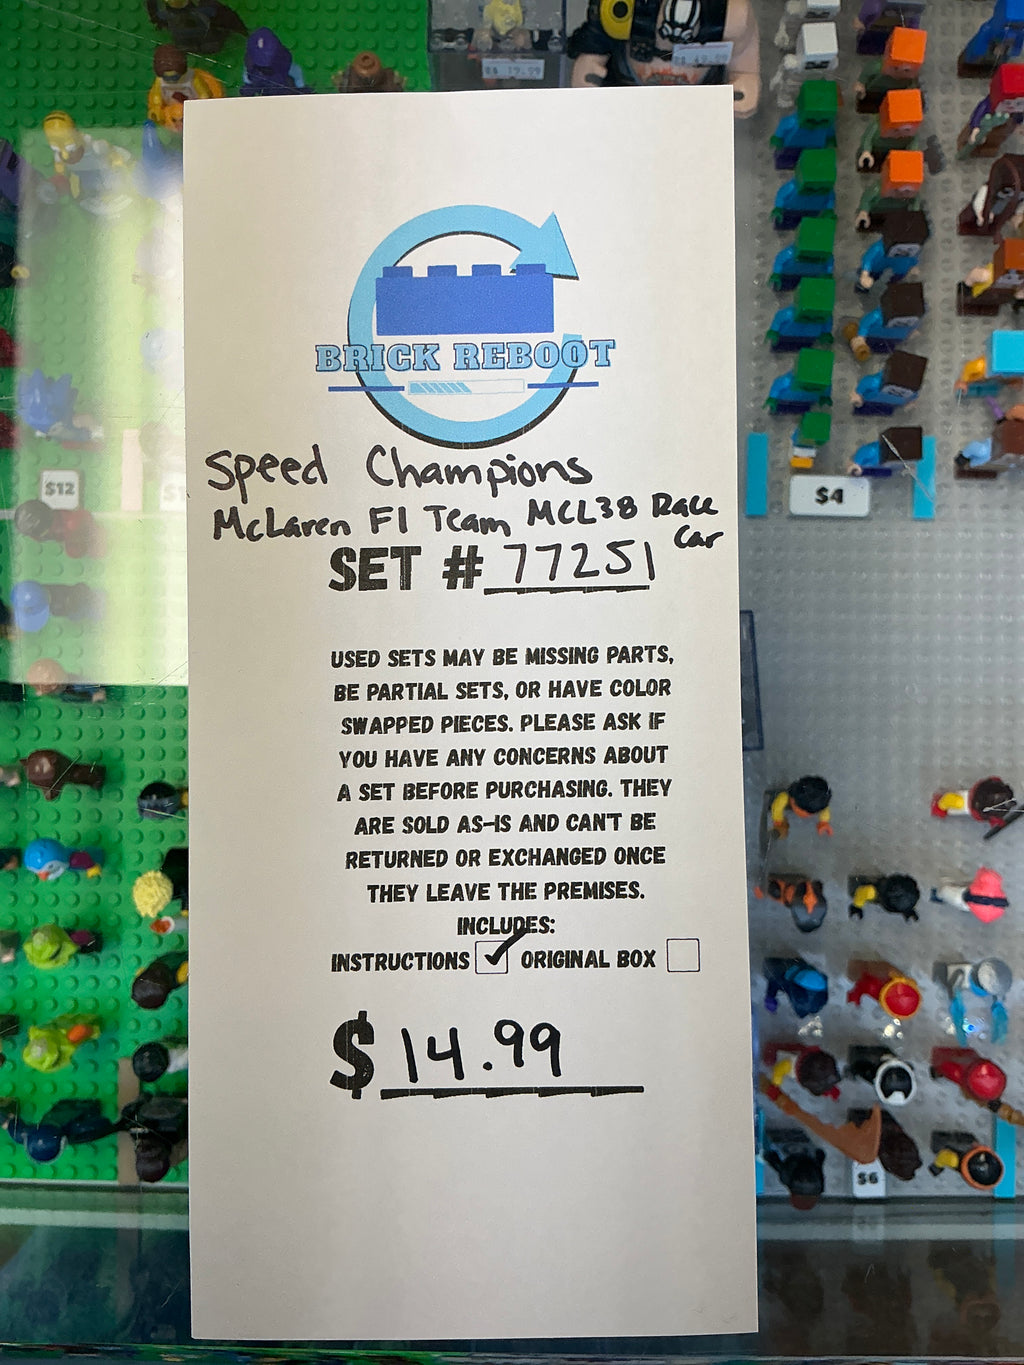 BRICK REBOOT
Speed Champions
McLaren F1 Team MCL38 Race
Car
SET # 77251
USED SETS MAY BE MISSING PARTS,
BE PARTIAL SETS, OR HAVE COLOR
SWAPPED PIECES. PLEASE ASK IF
YOU HAVE ANY CONCERNS ABOUT
A SET BEFORE PURCHASING. THEY
ARE SOLD AS-IS AND CAN'T BE
RETURNED OR EXCHANGED ONCE
THEY LEAVE THE PREMISES.
INCLUDES:
INSTRUCTIONS ORIGINAL BOX
$ 14.99
$12
$4
$6